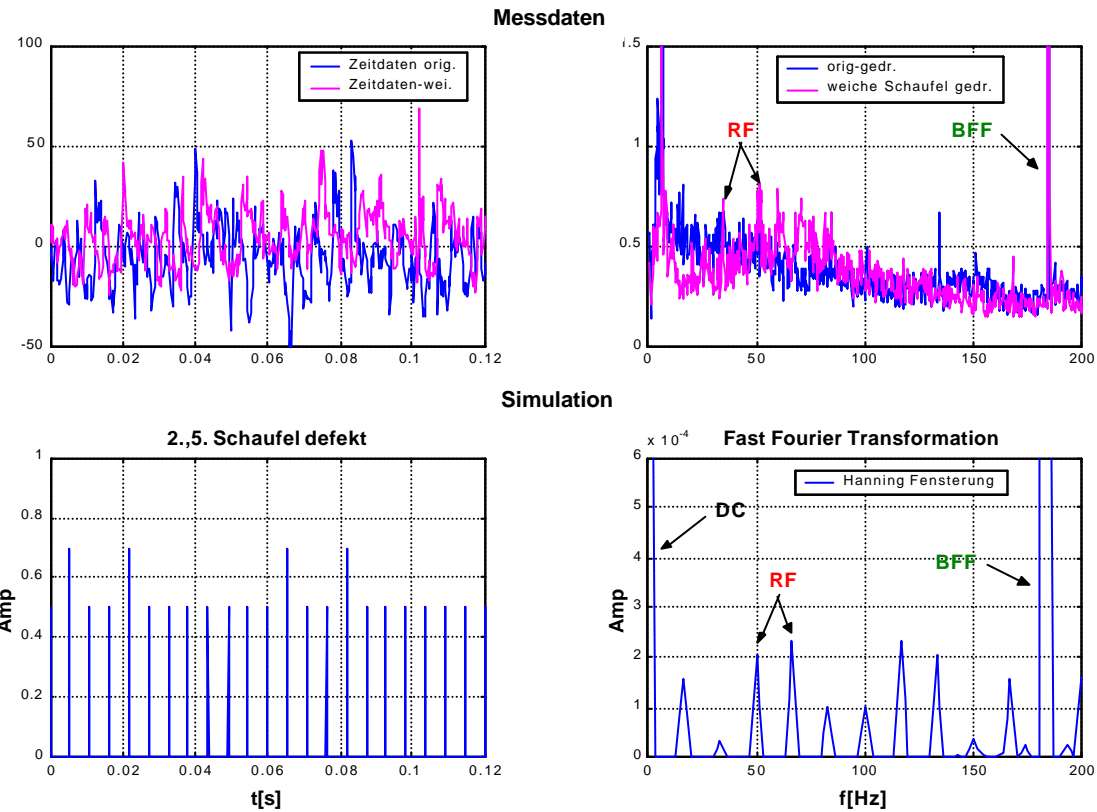 Messdaten
100
50
0
-50
0
0.02
0.04
0.06
0.08
0.1
0.12
Zeitdaten orig.
Zeitdaten-wei.
1.5
1
0.5
0
0
50
100
150
200
orig-gedr.
weiche Schaufel gedr.
RF
BFF
Simulation
2.,5. Schaufel defekt
1
0.8
0.6
0.4
0.2
0
Amp
0
0.02
0.04
0.06
0.08
0.1
0.12
t[s]
x 10-4
Fast Fourier Transformation
6
5
4
3
2
1
0
Amp
Hanning Fensterung
DC
BFF
RF
0
50
100
150
200
f[Hz]